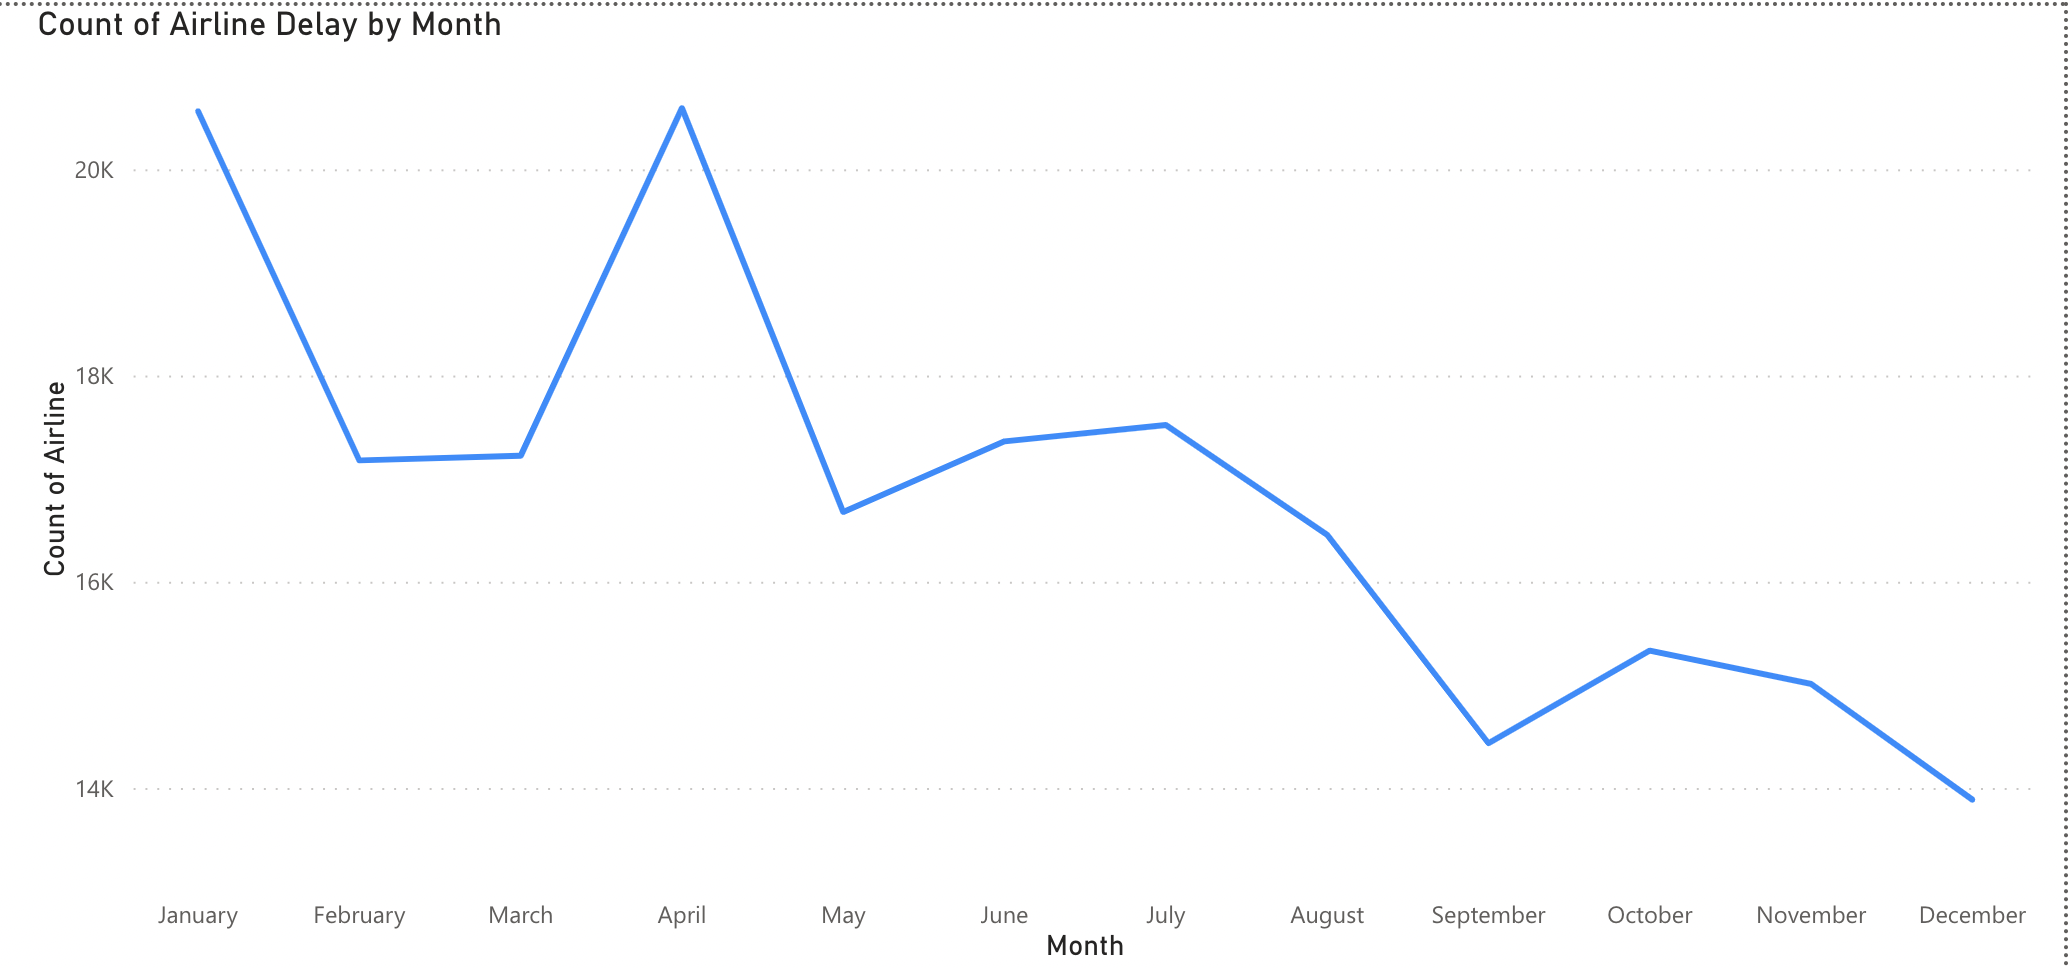 Count of Airline Delay by Month
Count of Airline
20K
18K
16K
14K
January February March April May June July August September October November December
Month